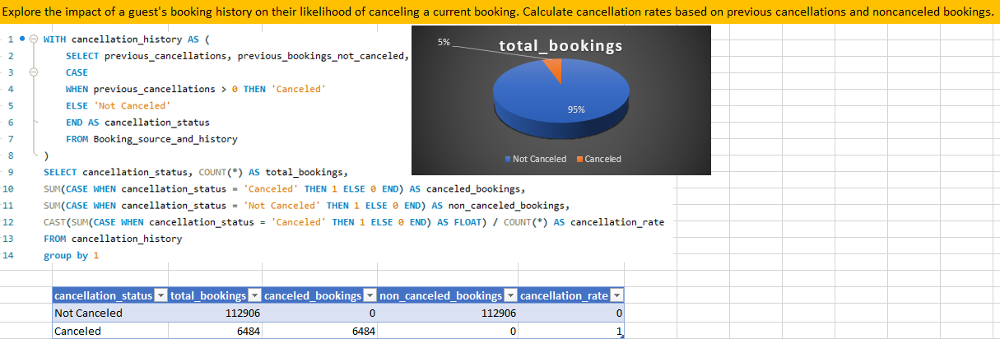 Explore the impact of a guest's booking history on their likelihood of canceling a current booking. Calculate cancellation rates based on previous cancellations and noncanceled bookings.
1 WITH cancellation_history AS (
2 SELECT previous_cancellations, previous_bookings_not_canceled,
3 CASE
4 WHEN previous_cancellations > 0 THEN 'Canceled'
5 ELSE 'Not Canceled'
6 END AS cancellation_status
7 FROM Booking_source_and_history
8 )
9 SELECT cancellation_status, COUNT(*) AS total_bookings,
10 SUM(CASE WHEN cancellation_status = 'Canceled' THEN 1 ELSE 0 END) AS canceled_bookings,
11 SUM(CASE WHEN cancellation_status = 'Not Canceled' THEN 1 ELSE 0 END) AS non_canceled_bookings,
12 CAST(SUM(CASE WHEN cancellation_status = 'Canceled' THEN 1 ELSE 0 END) AS FLOAT) / COUNT(*) AS cancellation_rate
13 FROM cancellation_history
14 group by 1
total_bookings
5%
95%
Not Canceled Canceled
cancellation_status total_bookings canceled_bookings non_canceled_bookings cancellation_rate
Not Canceled 112906 0 112906 0
Canceled 6484 6484 0 1